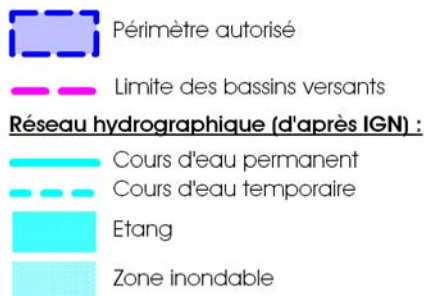 Périmètre autorisé
Limite des bassins versants
Réseau hydrographique (d'après IGN) :
Cours d'eau permanent
Cours d'eau temporaire
Etang
Zone inondable